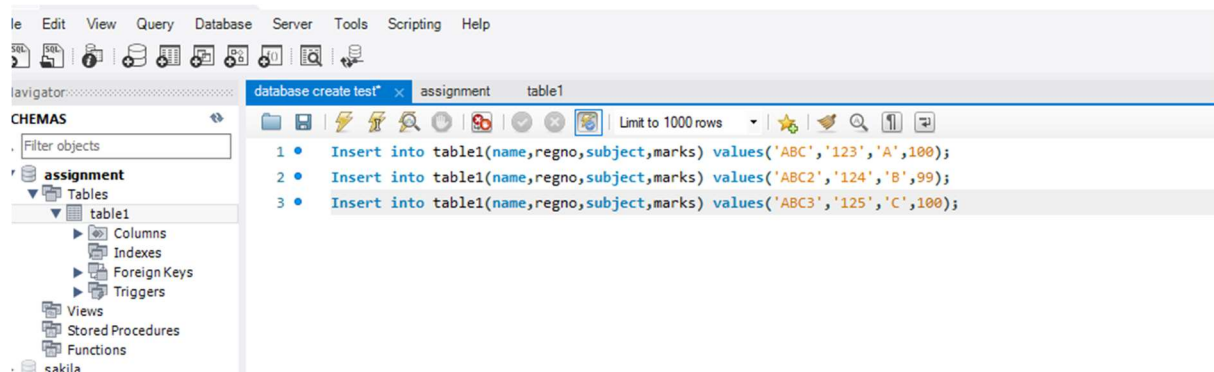 le Edit View Query Database Server Tools Scripting Help
Navigator
database create test* × assignment table1
CHEMAS
Limit to 1000 rows
Filter objects
1 Insert into table1(name,regno,subject,marks) values('ABC','123','A',100);
2 Insert into table1(name,regno,subject,marks) values('ABC2','124','B',99);
3 Insert into table1(name,regno,subject,marks) values('ABC3','125','C',100);
assignment
Tables
table1
Columns
Indexes
Foreign Keys
Triggers
Views
Stored Procedures
Functions
sakila